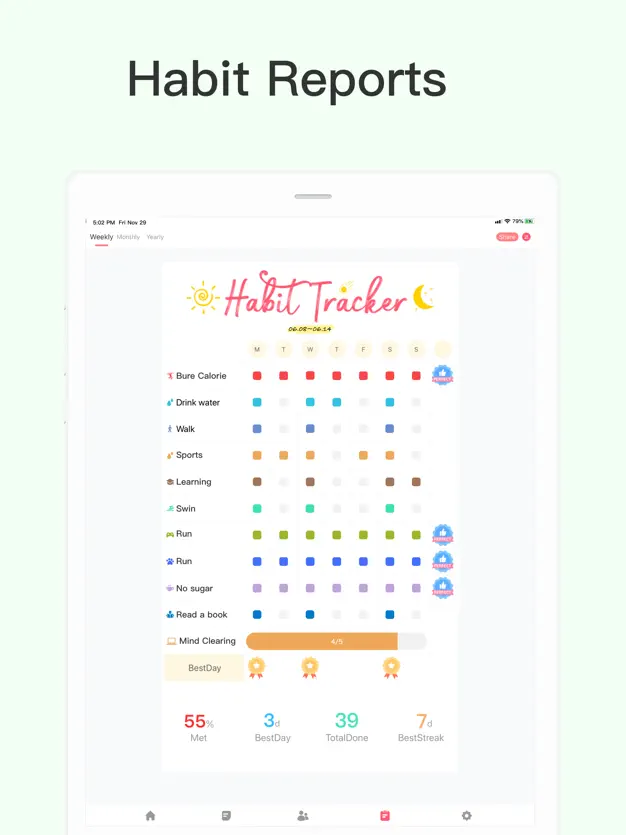 Habit Reports
5:02 PM Fri Nov 29
79%
Weekly Monthly Yearly
Share
Habit Tracker
06.08~06.14
M T W T F S S
Bure Calorie
PERFECT
Drink water
Walk
Sports
Learning
Swin
Run
PERFECT
Run
PERFECT
No sugar
PERFECT
Read a book
Mind Clearing
4/5
BestDay
55% 3d 39 7d
Met BestDay TotalDone BestStreak